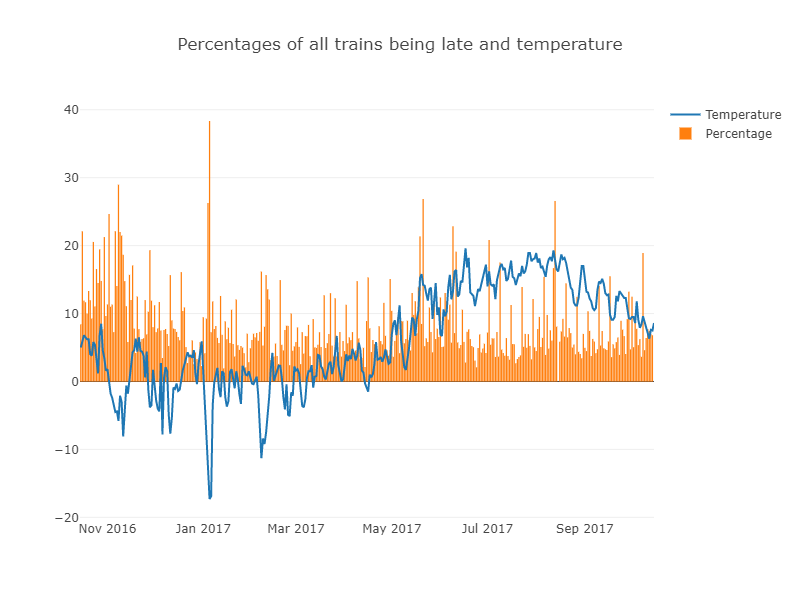 Percentages of all trains being late and temperature
40
30
20
10
0
−10
−20
Nov 2016 Jan 2017 Mar 2017 May 2017 Jul 2017 Sep 2017
Temperature
Percentage